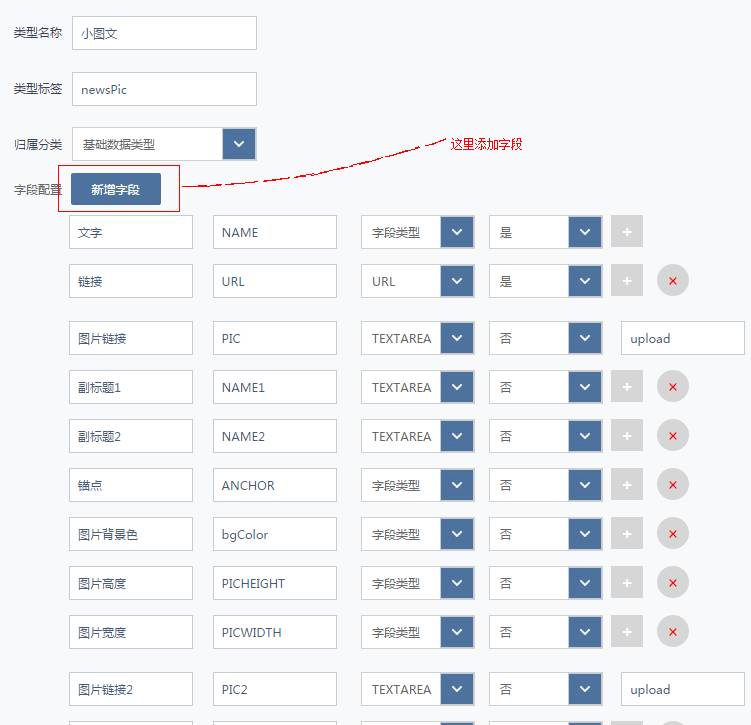 类型名称 小图文
类型标签 newsPic
归属分类 基础数据类型
这里添加字段
字段配置 新增字段
文字 NAME 字段类型 是 +
链接 URL URL 是 + ×
图片链接 PIC TEXTAREA 否 upload
副标题1 NAME1 TEXTAREA 否 + ×
副标题2 NAME2 TEXTAREA 否 + ×
锚点 ANCHOR 字段类型 否 + ×
图片背景色 bgColor 字段类型 否 + ×
图片高度 PICHEIGHT 字段类型 否 + ×
图片宽度 PICWIDTH 字段类型 否 + ×
图片链接2 PIC2 TEXTAREA 否 upload